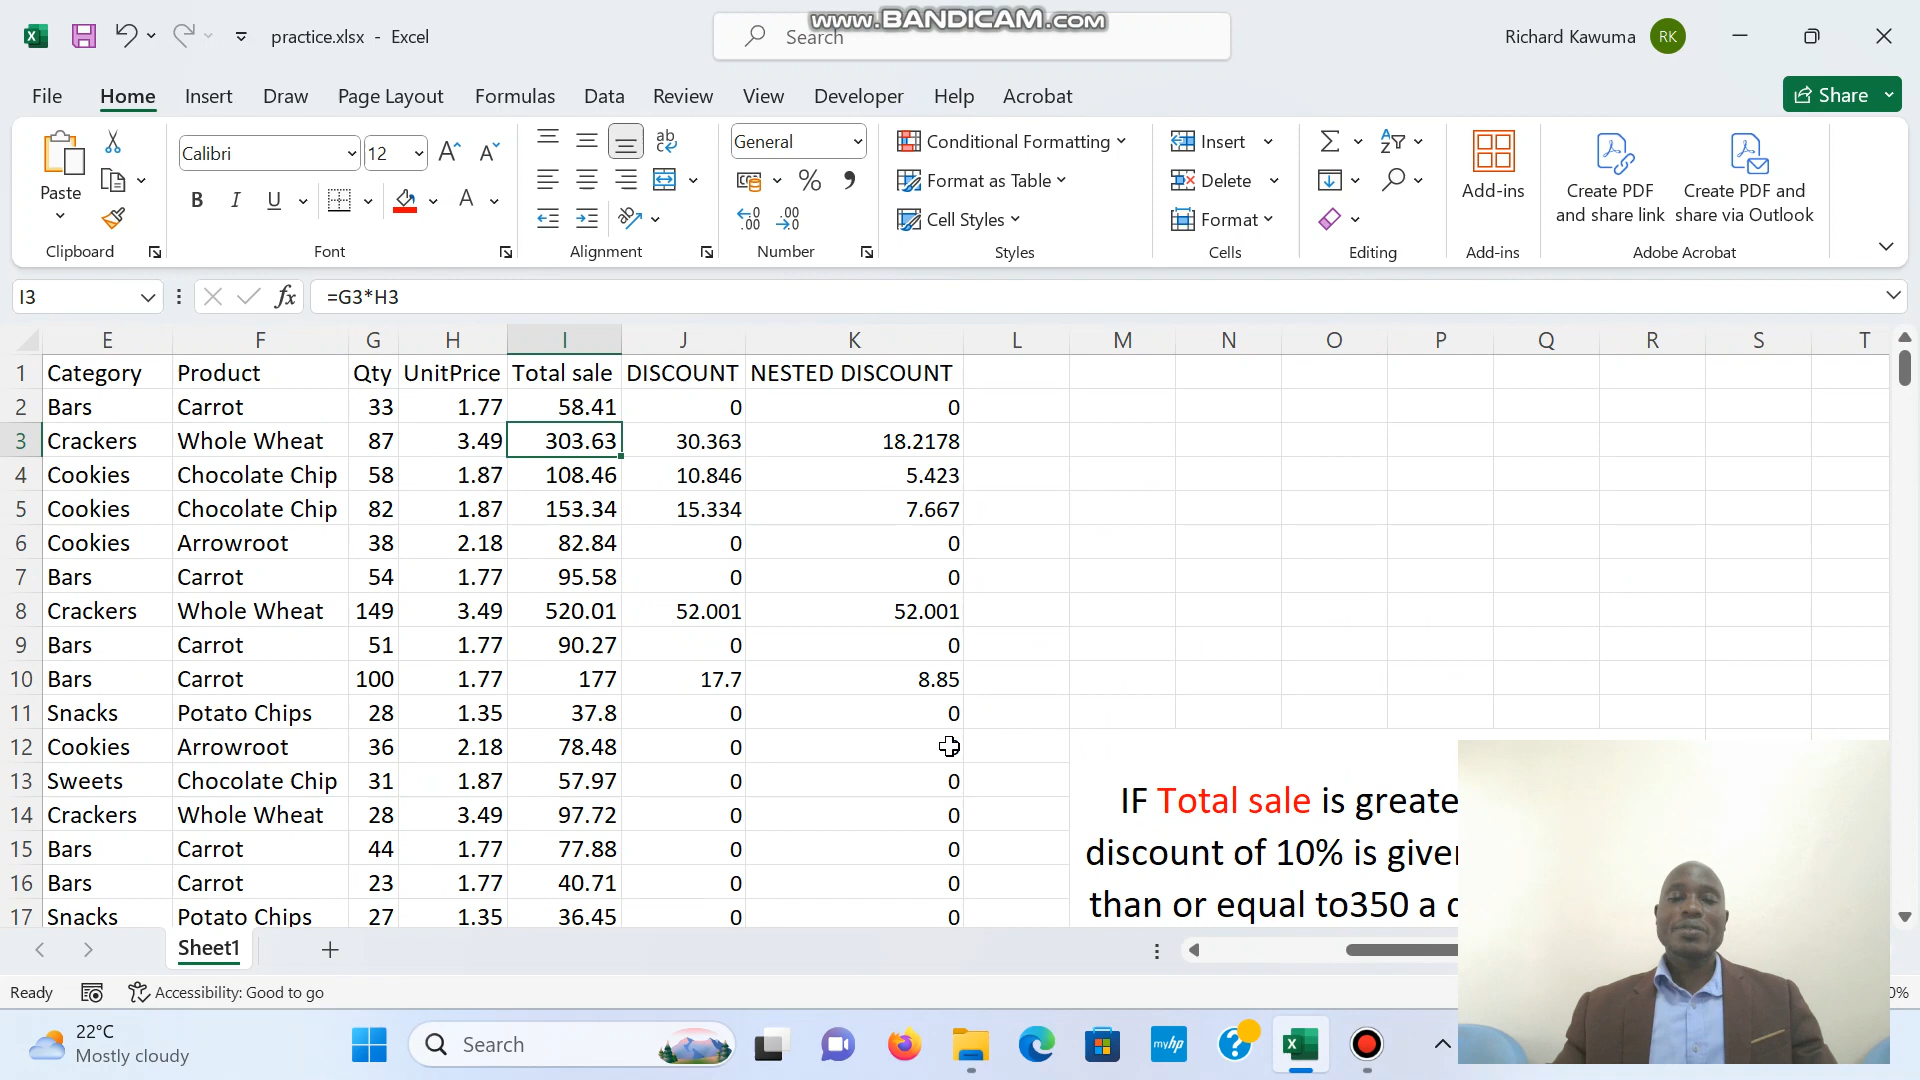 WWW.BANDICAM.COM
practice.xlsx - Excel
Search
Richard Kawuma RK
File Home Insert Draw Page Layout Formulas Data Review View Developer Help Acrobat
Share
Paste
Clipboard
Calibri 12
B I U A
Font
ab
Alignment
General
% 9
Number
Conditional Formatting
Format as Table
Cell Styles
Styles
Insert
Delete
Format
Cells
Editing
Add-ins
Add-ins
Create PDF and share link
Create PDF and share via Outlook
Adobe Acrobat
I3 fx =G3*H3
E F G H I J K L M N O P Q R S T
1 Category Product Qty UnitPrice Total sale DISCOUNT NESTED DISCOUNT
2 Bars Carrot 33 1.77 58.41 0 0
3 Crackers Whole Wheat 87 3.49 303.63 30.363 18.2178
4 Cookies Chocolate Chip 58 1.87 108.46 10.846 5.423
5 Cookies Chocolate Chip 82 1.87 153.34 15.334 7.667
6 Cookies Arrowroot 38 2.18 82.84 0 0
7 Bars Carrot 54 1.77 95.58 0 0
8 Crackers Whole Wheat 149 3.49 520.01 52.001 52.001
9 Bars Carrot 51 1.77 90.27 0 0
10 Bars Carrot 100 1.77 177 17.7 8.85
11 Snacks Potato Chips 28 1.35 37.8 0 0
12 Cookies Arrowroot 36 2.18 78.48 0 0
13 Sweets Chocolate Chip 31 1.87 57.97 0 0
14 Crackers Whole Wheat 28 3.49 97.72 0 0
15 Bars Carrot 44 1.77 77.88 0 0
16 Bars Carrot 23 1.77 40.71 0 0
17 Snacks Potato Chips 27 1.35 36.45 0 0
IF Total sale is greate
discount of 10% is give
than or equal to350 a
Sheet1
Ready Accessibility: Good to go 0%
22°C
Mostly cloudy
Search
myhp